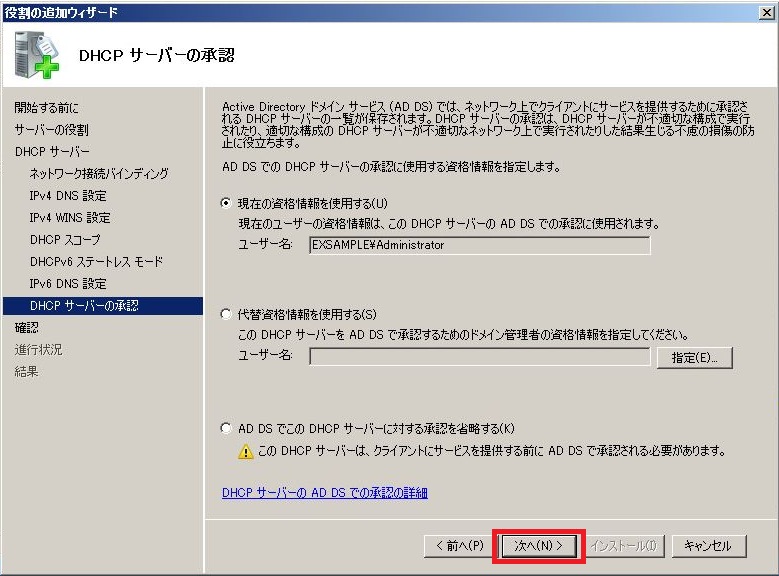 役割の追加ウィザード
DHCP サーバーの承認
開始する前に
サーバーの役割
DHCP サーバー
ネットワーク接続バインディング
IPv4 DNS 設定
IPv4 WINS 設定
DHCP スコープ
DHCPv6 ステートレス モード
IPv6 DNS 設定
DHCP サーバーの承認
確認
進行状況
結果
Active Directory ドメイン サービス (AD DS) では、ネットワーク上でクライアントにサービスを提供するために承認さ
れる DHCP サーバーの一覧が保存されます。DHCP サーバーの承認は、DHCP サーバーが不適切な構成で実行
されたり、適切な構成の DHCP サーバーが不適切なネットワーク上で実行されたりした結果生じる不慮の損傷の防
止に役立ちます。
AD DS での DHCP サーバーの承認に使用する資格情報を指定します。
現在の資格情報を使用する(U)
現在のユーザーの資格情報は、この DHCP サーバーの AD DS での承認に使用されます。
ユーザー名: EXSAMPLE¥Administrator
代替資格情報を使用する(S)
この DHCP サーバーを AD DS で承認するためのドメイン管理者の資格情報を指定してください。
ユーザー名: 指定(E)...
AD DS でこの DHCP サーバーに対する承認を省略する(K)
この DHCP サーバーは、クライアントにサービスを提供する前に AD DS で承認される必要があります。
DHCP サーバーの AD DS での承認の詳細
< 前へ(P) 次へ(N) > インストール(I) キャンセル